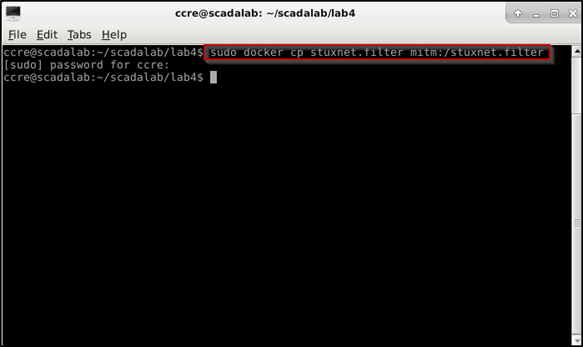 ccre@scadalab: ~/scadalab/lab4
File Edit Tabs Help
ccre@scadalab:~/scadalab/lab4$ sudo docker cp stuxnet.filter mitm:/stuxnet.filter
[sudo] password for ccre:
ccre@scadalab:~/scadalab/lab4$